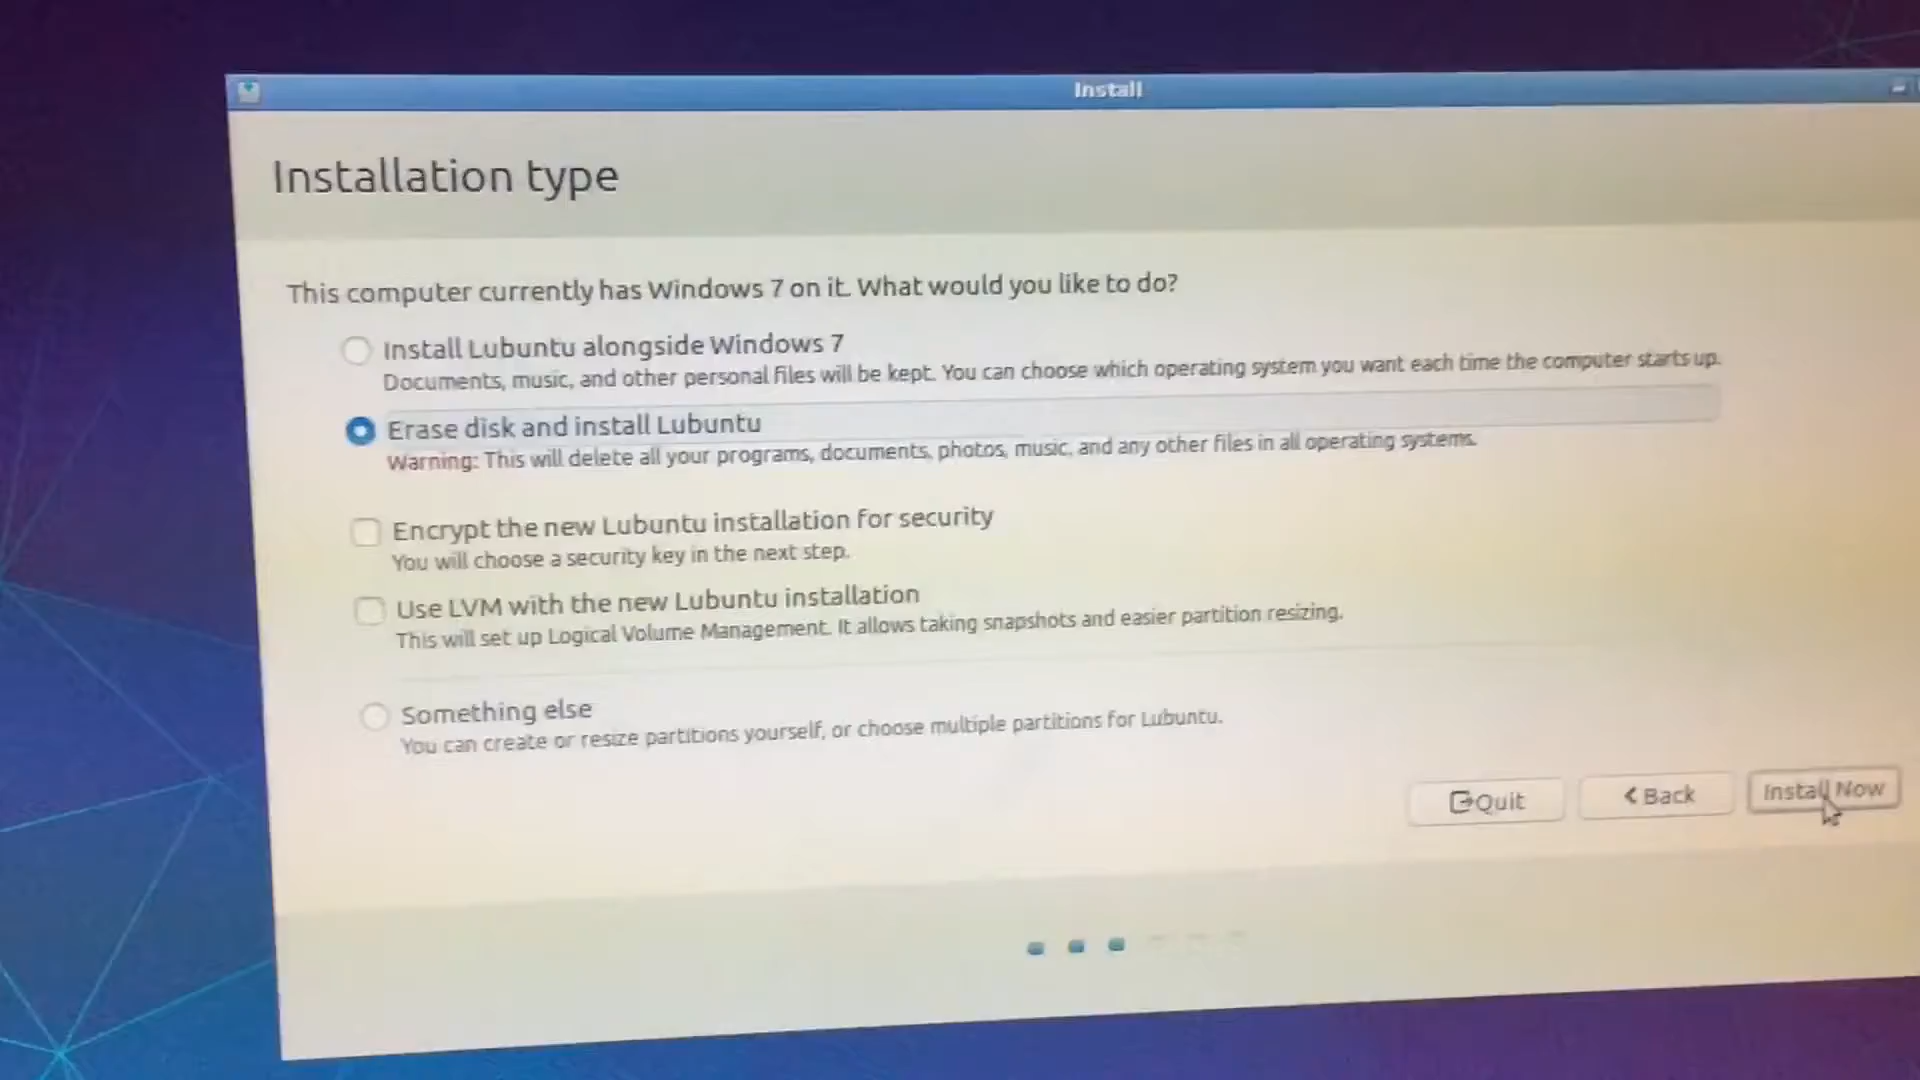 Install
Installation type
This computer currently has Windows 7 on it. What would you like to do?
Install Lubuntu alongside Windows 7
Documents, music, and other personal files will be kept. You can choose which operating system you want each time the computer starts up.
Erase disk and install Lubuntu
Warning: This will delete all your programs, documents, photos, music, and any other files in all operating systems.
Encrypt the new Lubuntu installation for security
You will choose a security key in the next step.
Use LVM with the new Lubuntu installation
This will set up Logical Volume Management. It allows taking snapshots and easier partition resizing.
Something else
You can create or resize partitions yourself, or choose multiple partitions for Lubuntu.
Quit
Back
Install Now